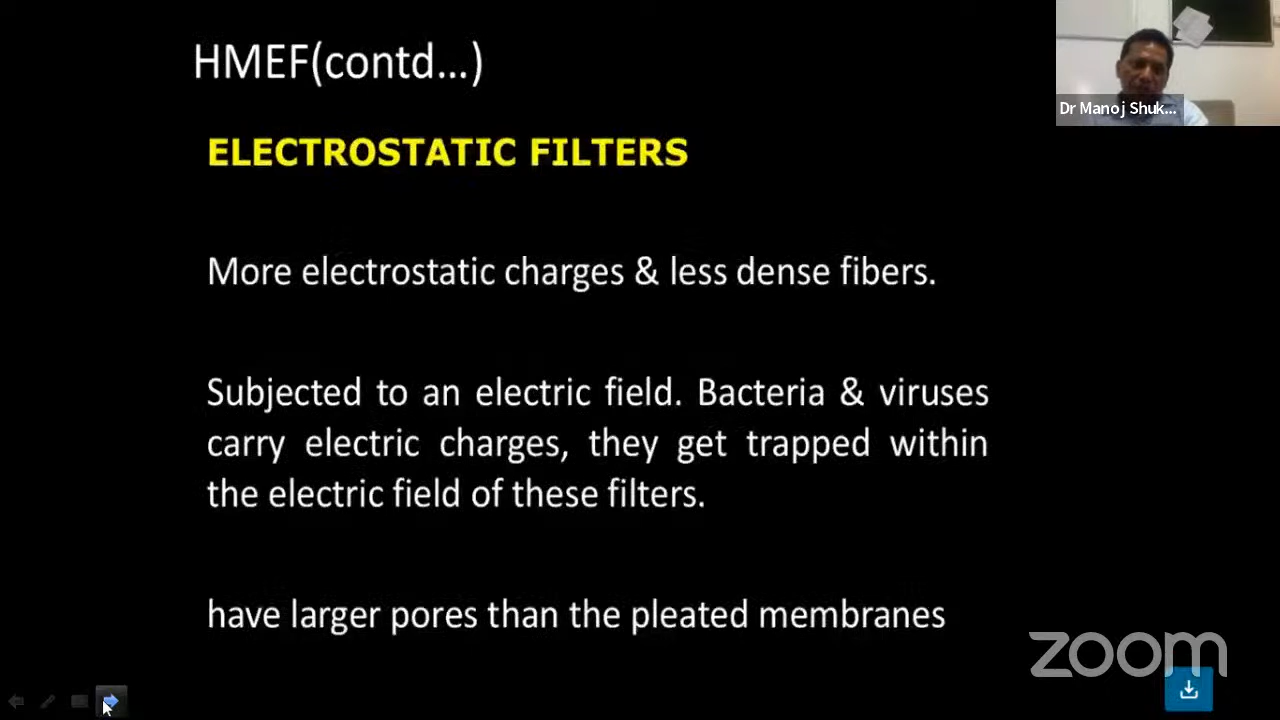 HMEF(contd...)
Dr Manoj Shuk...
ELECTROSTATIC FILTERS
More electrostatic charges & less dense fibers.
Subjected to an electric field. Bacteria & viruses
carry electric charges, they get trapped within
the electric field of these filters.
have larger pores than the pleated membranes
zoom